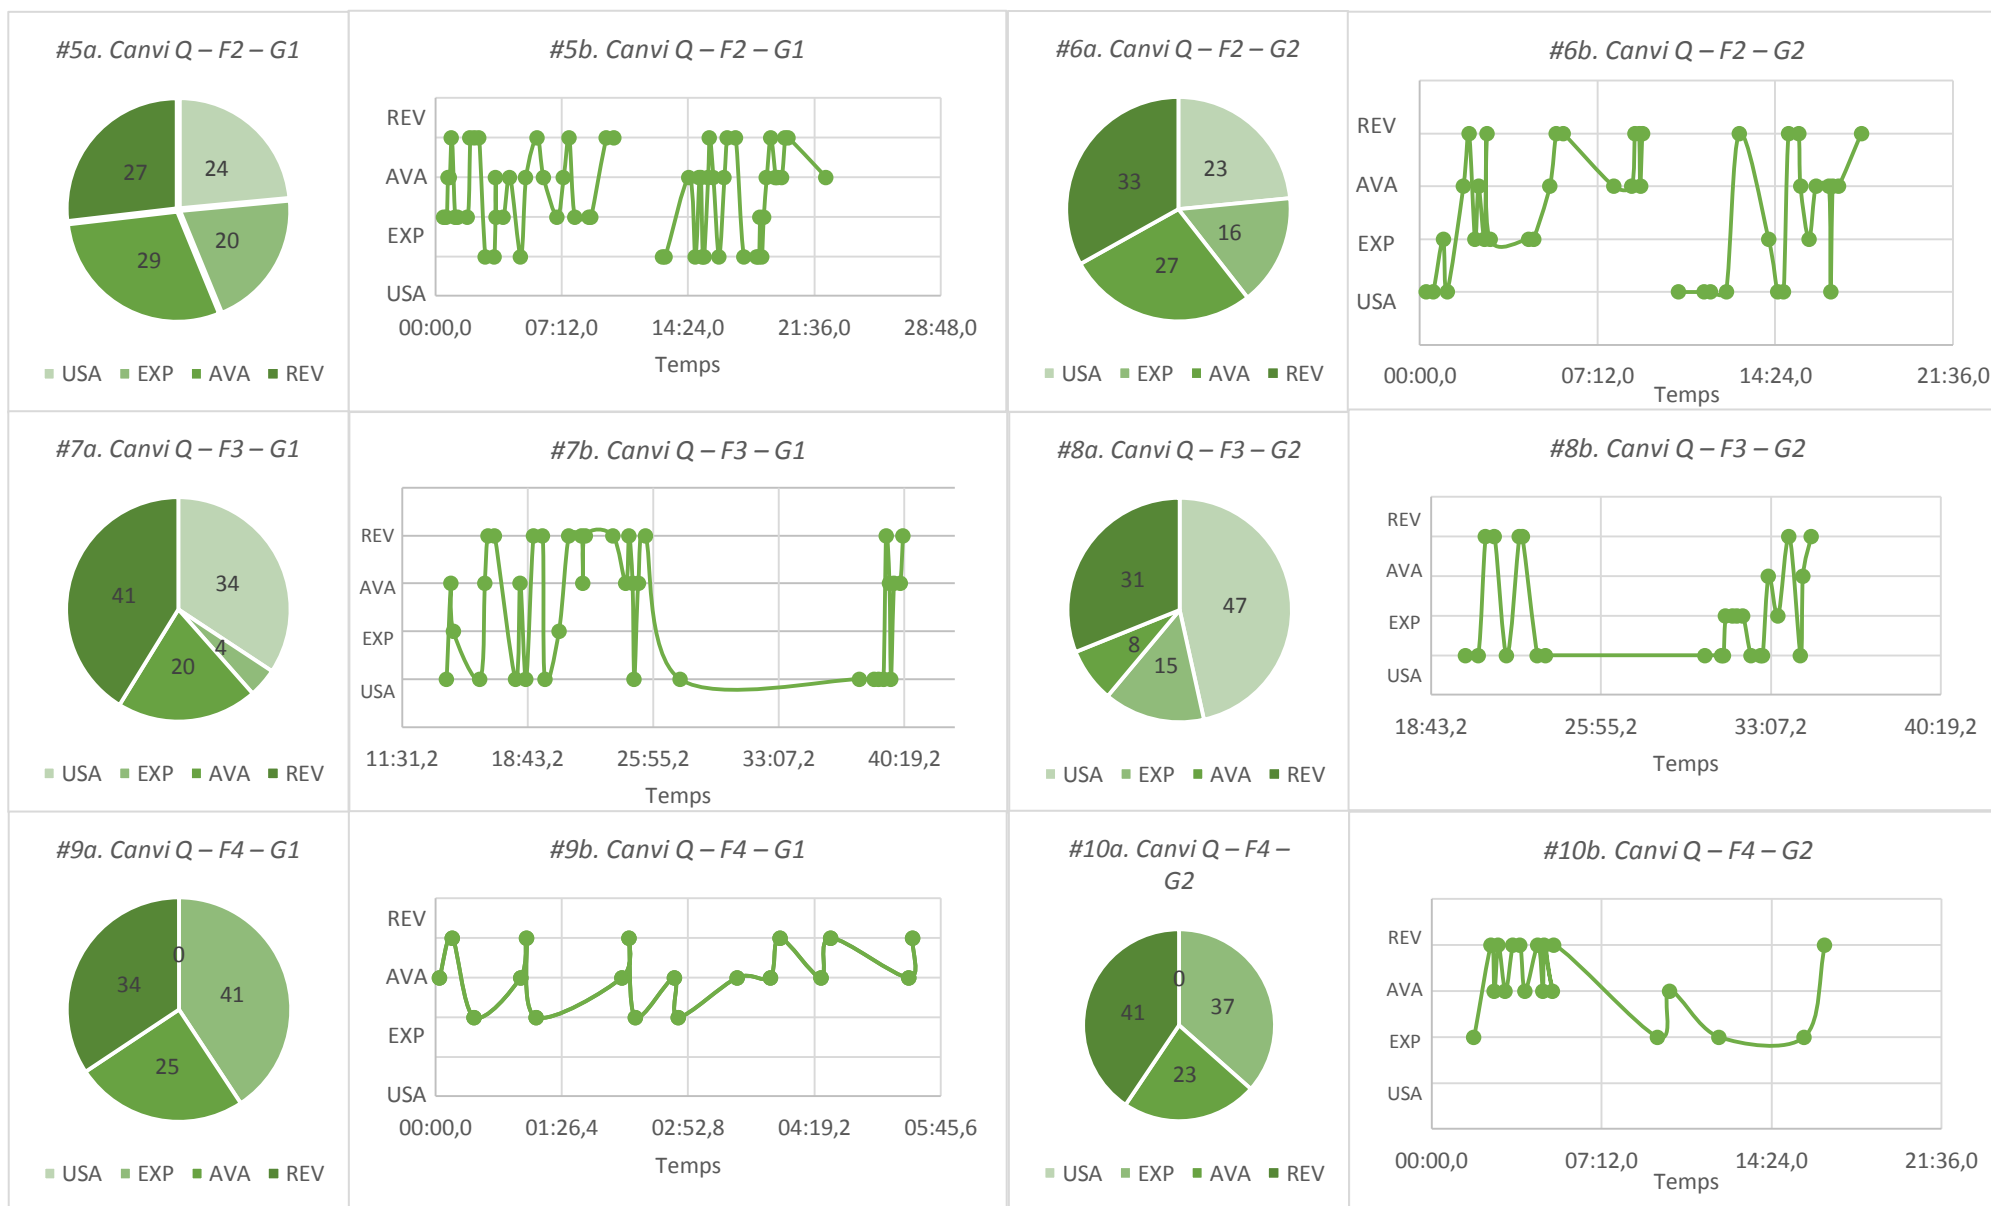 #5a. Canvi Q – F2 – G1
27
24
29
20
USA EXP AVA REV
#5b. Canvi Q – F2 – G1
REV
AVA
EXP
USA
00:00,0 07:12,0 14:24,0 21:36,0 28:48,0
Temps
#6a. Canvi Q – F2 – G2
33
23
16
27
USA EXP AVA REV
#6b. Canvi Q – F2 – G2
REV
AVA
EXP
USA
00:00,0 07:12,0 14:24,0 21:36,0
Temps
#7a. Canvi Q – F3 – G1
41
34
4
20
USA EXP AVA REV
#7b. Canvi Q – F3 – G1
REV
AVA
EXP
USA
11:31,2 18:43,2 25:55,2 33:07,2 40:19,2
Temps
#8a. Canvi Q – F3 – G2
31
47
8
15
USA EXP AVA REV
#8b. Canvi Q – F3 – G2
REV
AVA
EXP
USA
18:43,2 25:55,2 33:07,2 40:19,2
Temps
#9a. Canvi Q – F4 – G1
0
34
41
25
USA EXP AVA REV
#9b. Canvi Q – F4 – G1
REV
AVA
EXP
USA
00:00,0 01:26,4 02:52,8 04:19,2 05:45,6
Temps
#10a. Canvi Q – F4 –
G2
0
41
37
23
USA EXP AVA REV
#10b. Canvi Q – F4 – G2
REV
AVA
EXP
USA
00:00,0 07:12,0 14:24,0 21:36,0
Temps